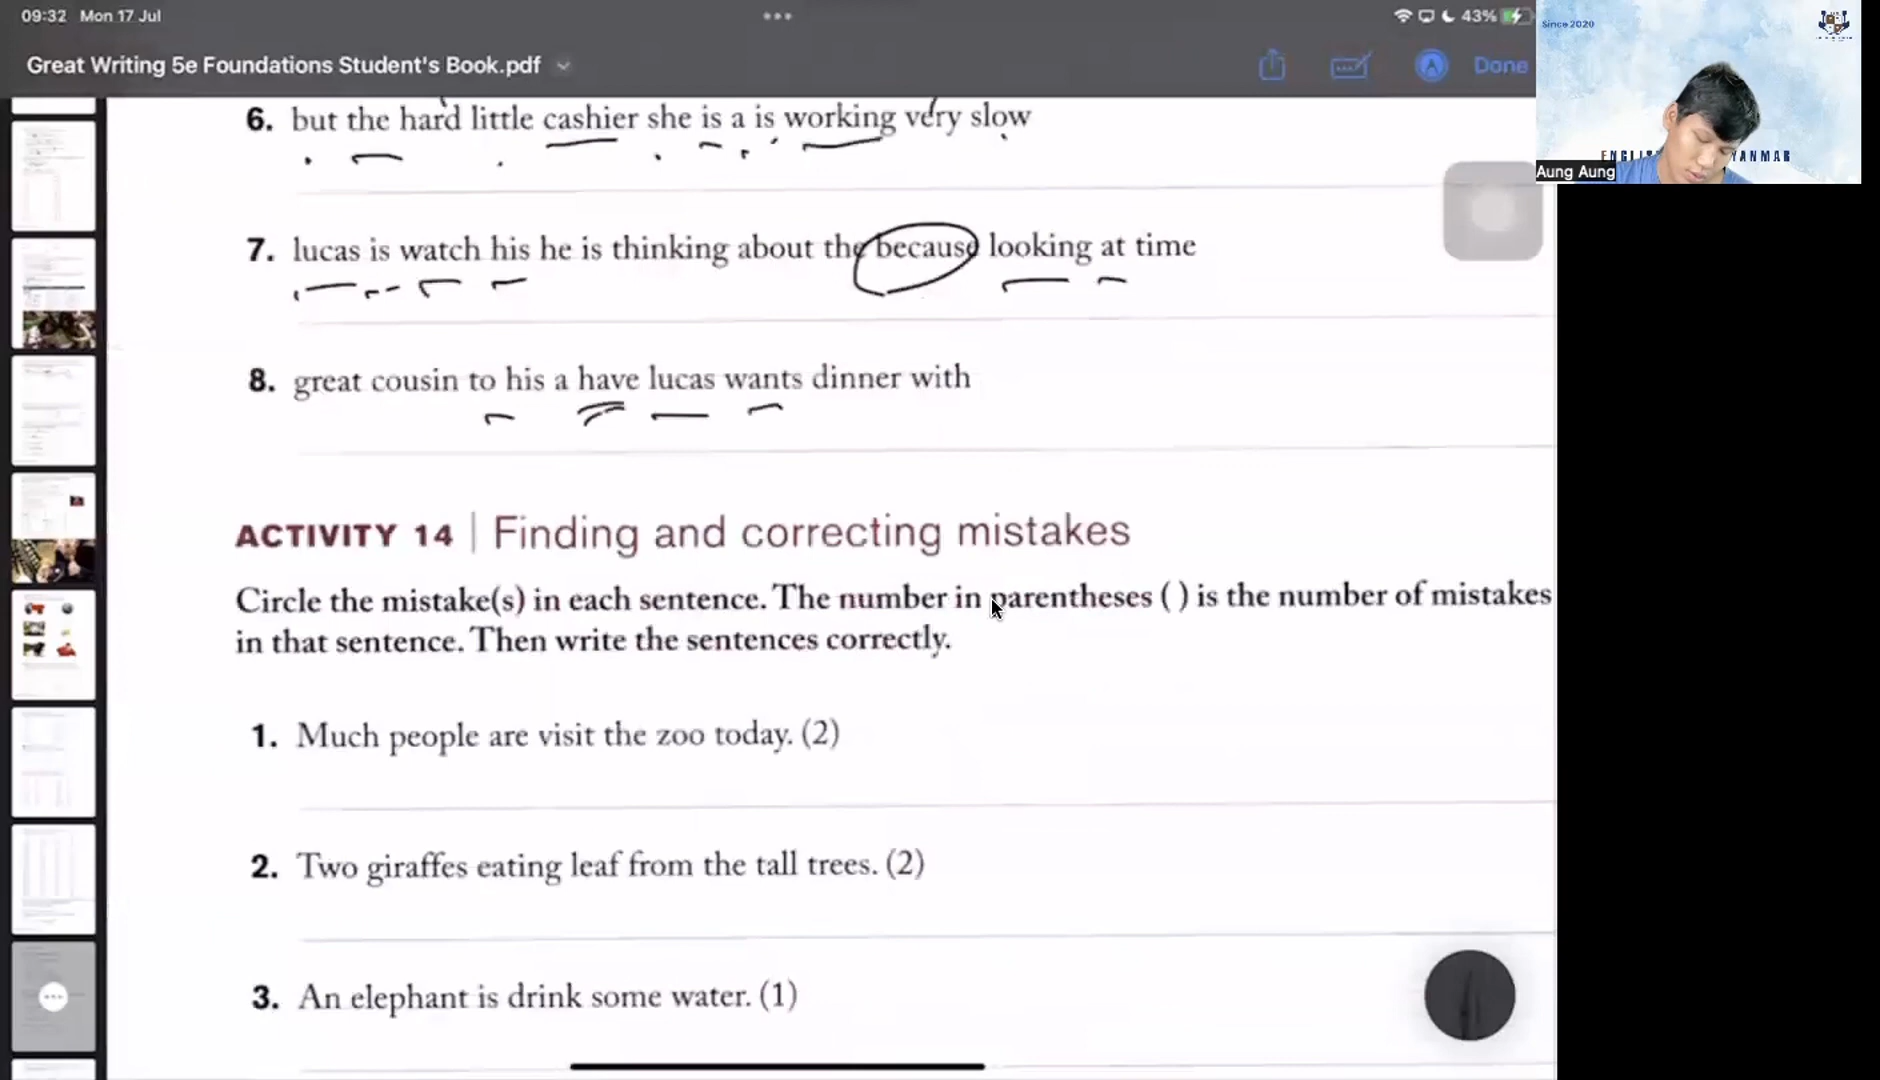 09:32 Mon 17 Jul
43%
Since 2020
Great Writing 5e Foundations Student's Book.pdf
Done
Aung Aung
6. but the hard little cashier she is a is working very slow
7. lucas is watch his he is thinking about the because looking at time
8. great cousin to his a have lucas wants dinner with
ACTIVITY 14 | Finding and correcting mistakes
Circle the mistake(s) in each sentence. The number in parentheses ( ) is the number of mistakes
in that sentence. Then write the sentences correctly.
1. Much people are visit the zoo today. (2)
2. Two giraffes eating leaf from the tall trees. (2)
3. An elephant is drink some water. (1)